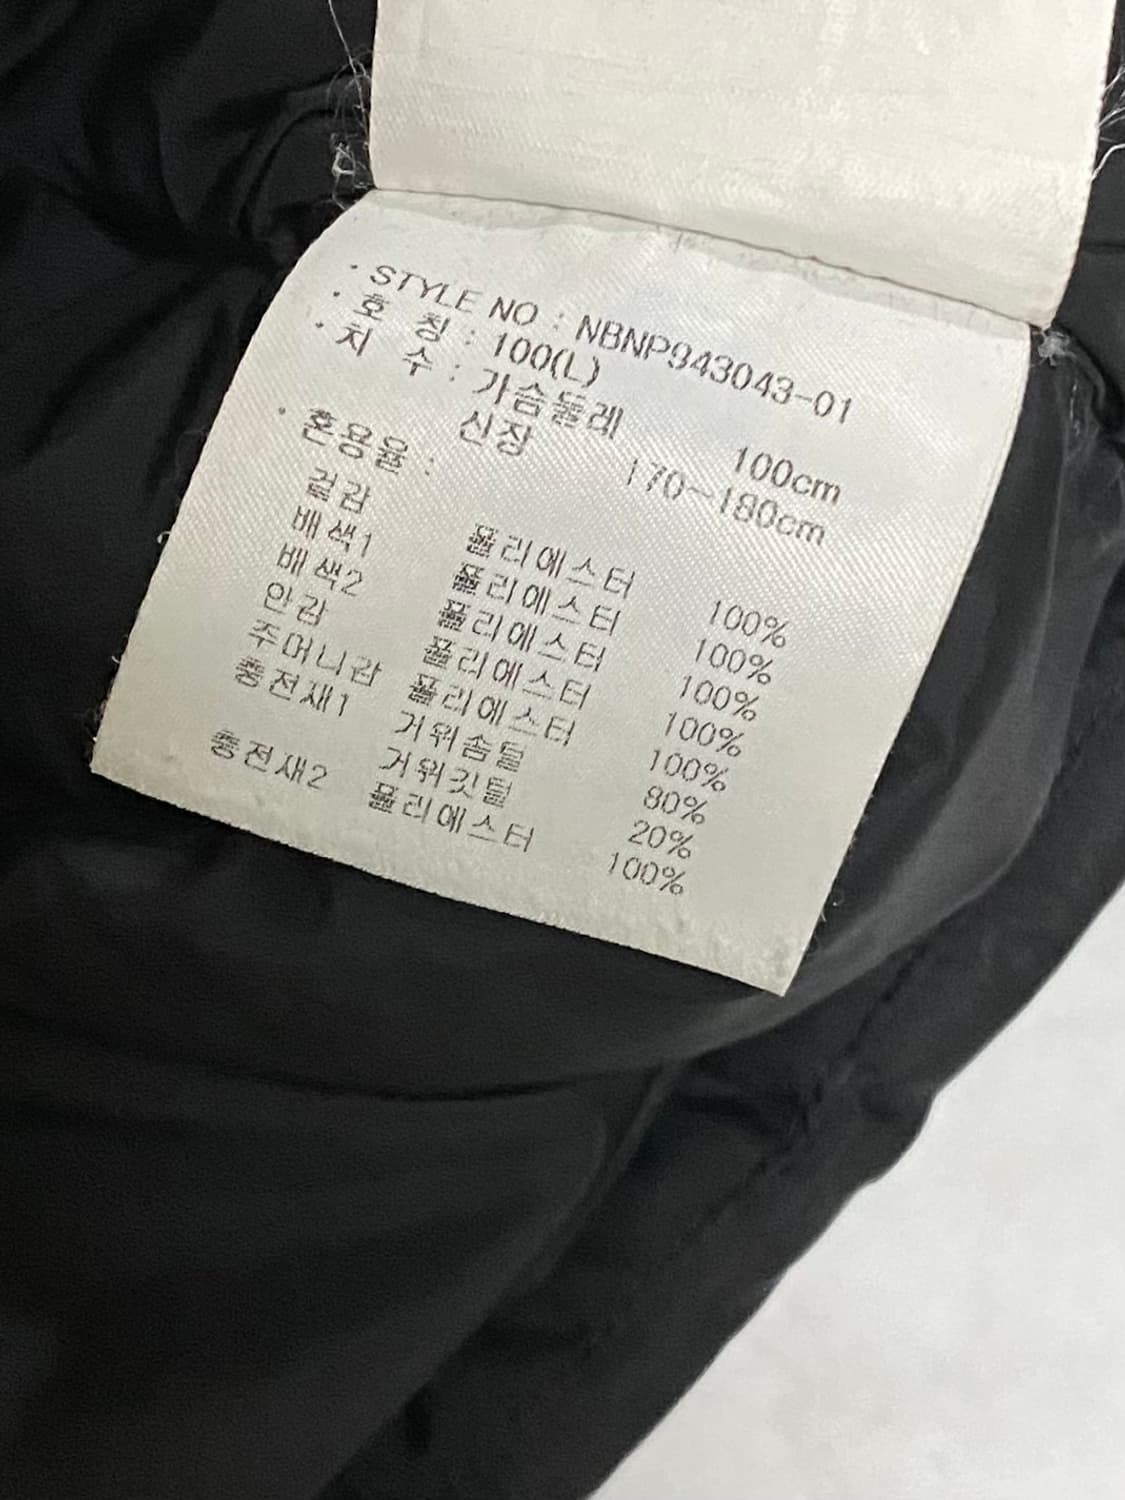 · STYLE NO : NBNP943043-01
· 호 칭 : 100(L)
· 치 수 : 가슴둘레 100cm
신장 170~180cm
· 혼용율 :
겉감 폴리에스터 100%
배색1 폴리에스터 100%
배색2 폴리에스터 100%
안감 폴리에스터 100%
주머니감 폴리에스터 100%
충전재1 거위솜털 80%
거위깃털 20%
충전재2 폴리에스터 100%